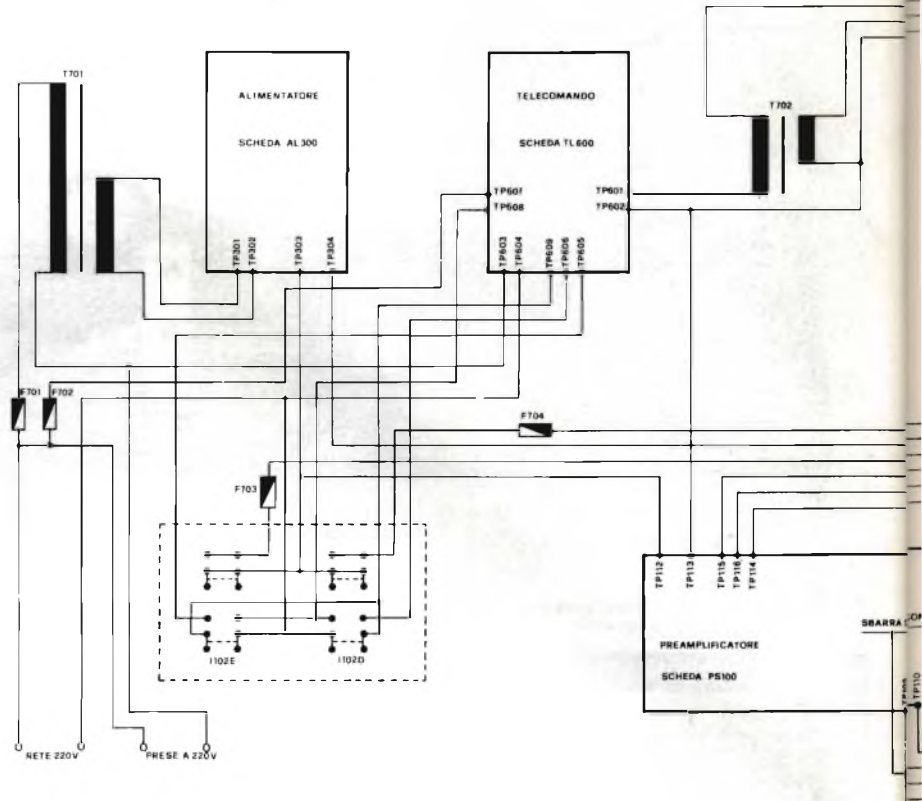 T701
ALIMENTATORE
SCHEDA AL300
TP301
TP302
TP303
TP304
TELECOMANDO
SCHEDA TL600
TP607
TP608
TP601
TP602
TP603
TP604
TP609
TP606
TP605
T702
F701
F702
F704
F703
I102E
I102D
RETE 220V
PRESE A 220V
TP112
TP113
TP115
TP116
TP114
PREAMPLIFICATORE
SCHEDA PS100
SBARRA
TP110